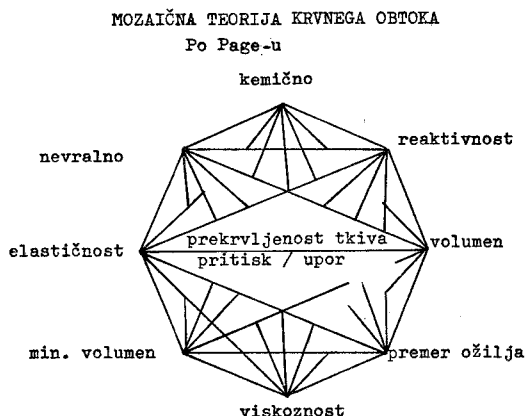 MOZAIČNA TEORIJA KRVNEGA OBTOKA
Po Page-u
kemično
reaktivnost
nevralno
prekrvljenost tkiva
elastičnost
volumen
pritisk / upor
min. volumen
premer ožilja
viskoznost